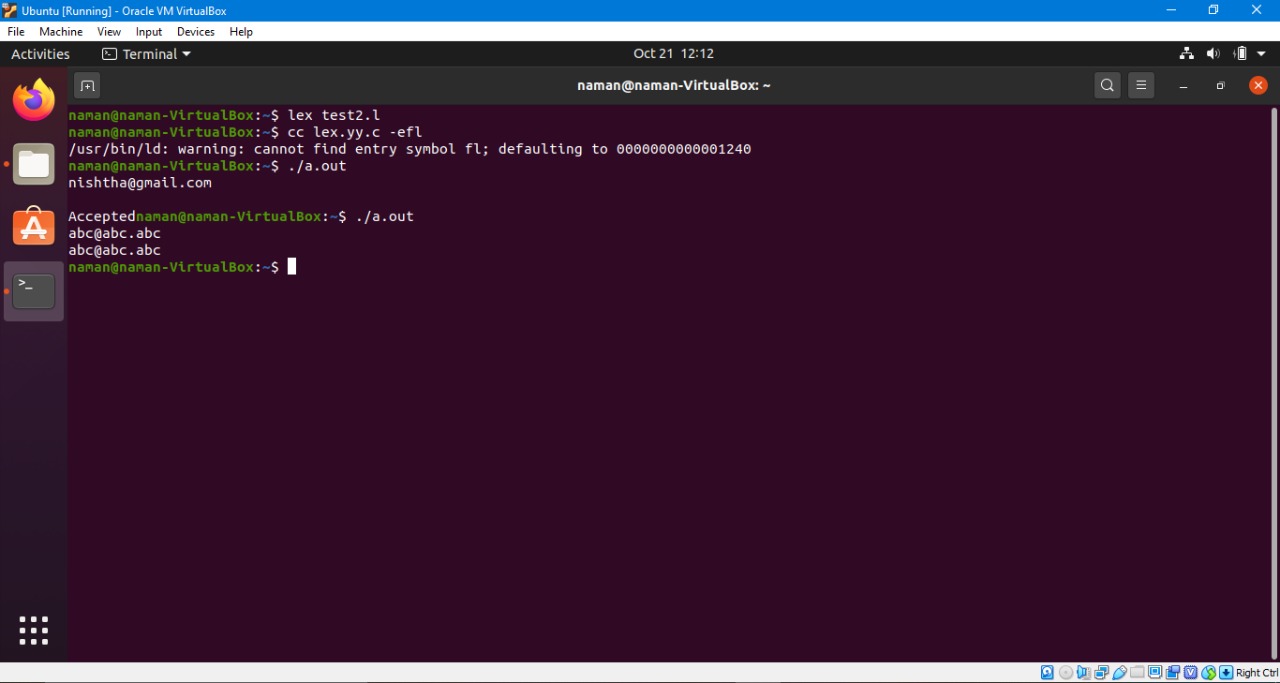 Ubuntu [Running] - Oracle VM VirtualBox
File Machine View Input Devices Help
Activities Terminal Oct 21 12:12
naman@naman-VirtualBox: ~
naman@naman-VirtualBox:~$ lex test2.l
naman@naman-VirtualBox:~$ cc lex.yy.c -efl
/usr/bin/ld: warning: cannot find entry symbol fl; defaulting to 0000000000001240
naman@naman-VirtualBox:~$ ./a.out
nishtha@gmail.com
Acceptednaman@naman-VirtualBox:~$ ./a.out
abc@abc.abc
abc@abc.abc
naman@naman-VirtualBox:~$
Right Ctrl